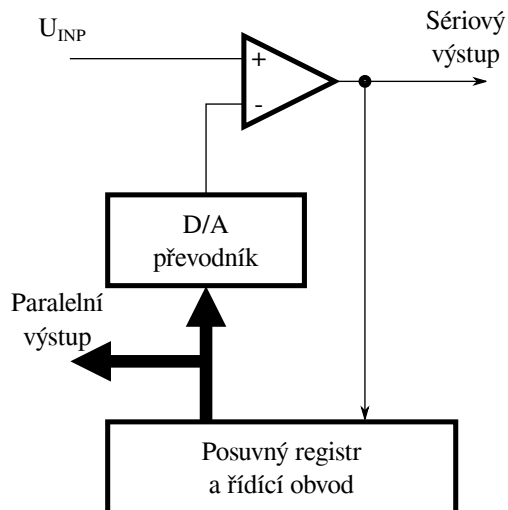 U_INP
Sériový
výstup
+
-
D/A
převodník
Paralelní
výstup
Posuvný registr
a řídící obvod